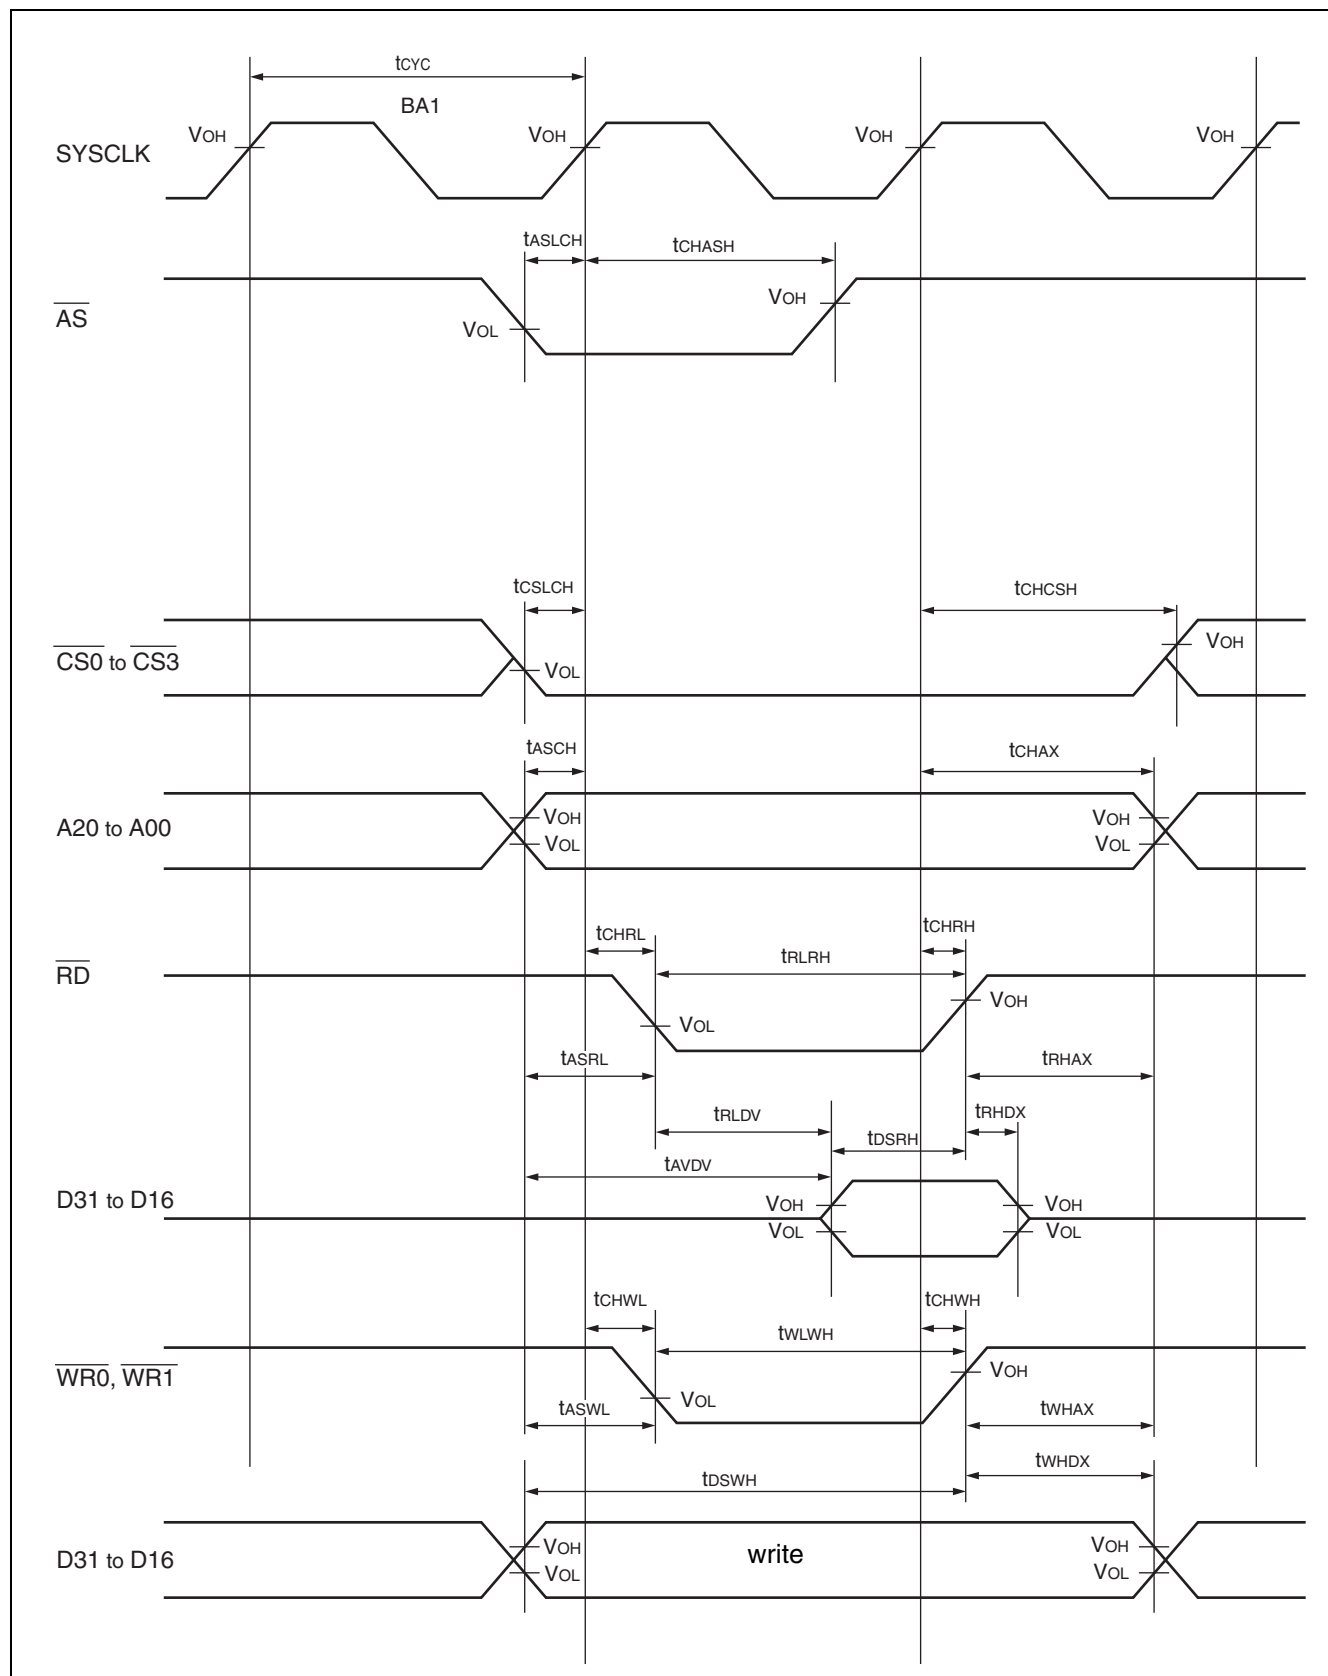 tCYC
BA1
VOH VOH VOH VOH
SYSCLK
tASLCH tCHASH
VOH
AS
VOL
tCSLCH tCHCSH
VOH
CS0 to CS3
VOL
tASCH tCHAX
VOH VOH
A20 to A00
VOL VOL
tCHRL tCHRH
tRLRH
RD
VOH
VOL
tASRL tRHAX
tRLDV tRHDX
tDSRH
tAVDV
D31 to D16
VOH VOH
VOL VOL
tCHWL tCHWH
tWLWH
WR0, WR1
VOH
VOL
tASWL tWHAX
tWHDX
tDSWH
VOH write VOH
D31 to D16
VOL VOL